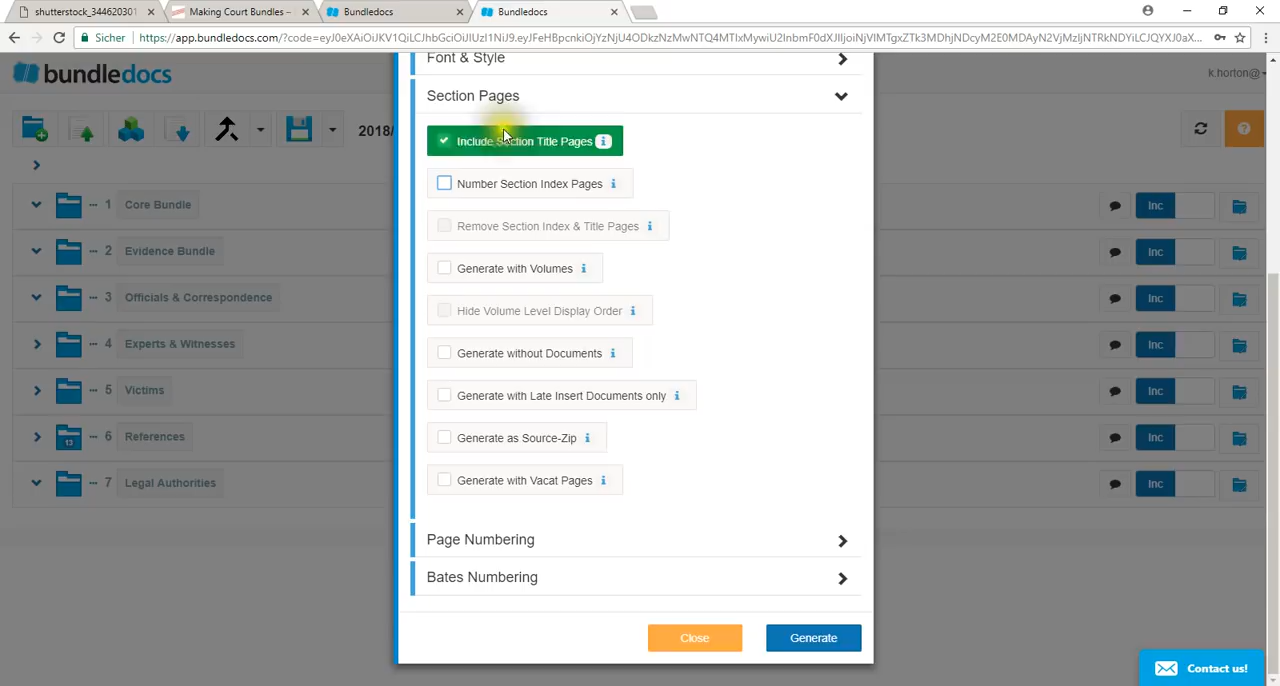 shutterstock_344620301
Making Court Bundles –
Bundledocs
Bundledocs
Sicher
https://app.bundledocs.com/?code=eyJ0eXAiOiJKV1QiLCJhbGciOiJIUzI1NiJ9.eyJFeHBpcnkiOjYzNjU4ODkzNzMwNTQ4MTIxMywiU2lnbmF0dXJlIjoiNjVlMTgxZTk3MDhjNDcyM2E0MDAyN2VjMzljNTRkNDYiLCJQYXJ0aW...
bundledocs
k.horton@
2018/
Font & Style
Section Pages
Include Section Title Pages
Number Section Index Pages
Remove Section Index & Title Pages
Generate with Volumes
Hide Volume Level Display Order
Generate without Documents
Generate with Late Insert Documents only
Generate as Source-Zip
Generate with Vacat Pages
Page Numbering
Bates Numbering
Close
Generate
1 Core Bundle Inc
2 Evidence Bundle Inc
3 Officials & Correspondence Inc
4 Experts & Witnesses Inc
5 Victims Inc
13 6 References Inc
7 Legal Authorities Inc
Contact us!